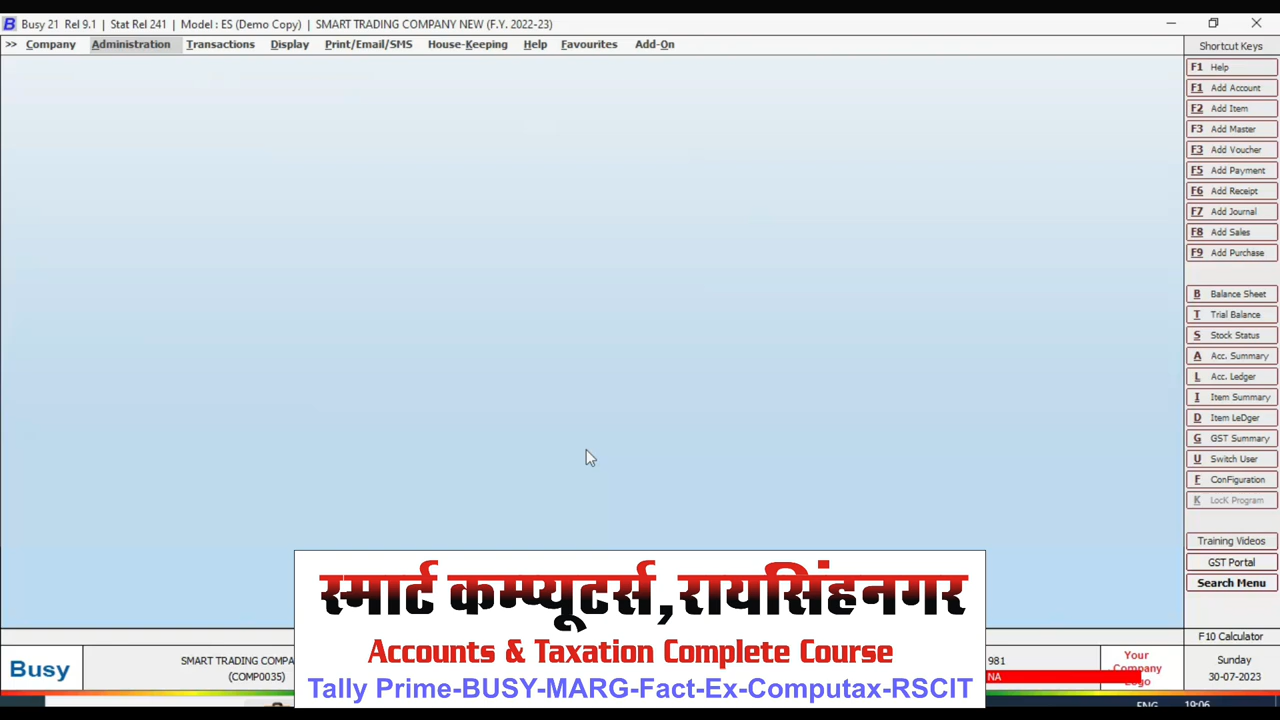 Busy 21 Rel 9.1 | Stat Rel 241 | Model : ES (Demo Copy) | SMART TRADING COMPANY NEW (F.Y. 2022-23)
>> Company Administration Transactions Display Print/Email/SMS House-Keeping Help Favourites Add-On
Shortcut Keys
F1 Help
F1 Add Account
F2 Add Item
F3 Add Master
F3 Add Voucher
F5 Add Payment
F6 Add Receipt
F7 Add Journal
F8 Add Sales
F9 Add Purchase
B Balance Sheet
T Trial Balance
S Stock Status
A Acc. Summary
L Acc. Ledger
I Item Summary
D Item LeDger
G GST Summary
U Switch User
F ConFiguration
K LocK Program
Training Videos
GST Portal
Search Menu
F10 Calculator
Sunday
30-07-2023
Busy
SMART TRADING COMPA
(COMP0035)
स्मार्ट कम्प्यूटर्स,रायसिंहनगर
Accounts & Taxation Complete Course
Tally Prime-BUSY-MARG-Fact-Ex-Computax-RSCIT
981
NA
Your
Company
Logo
ENG 19:06